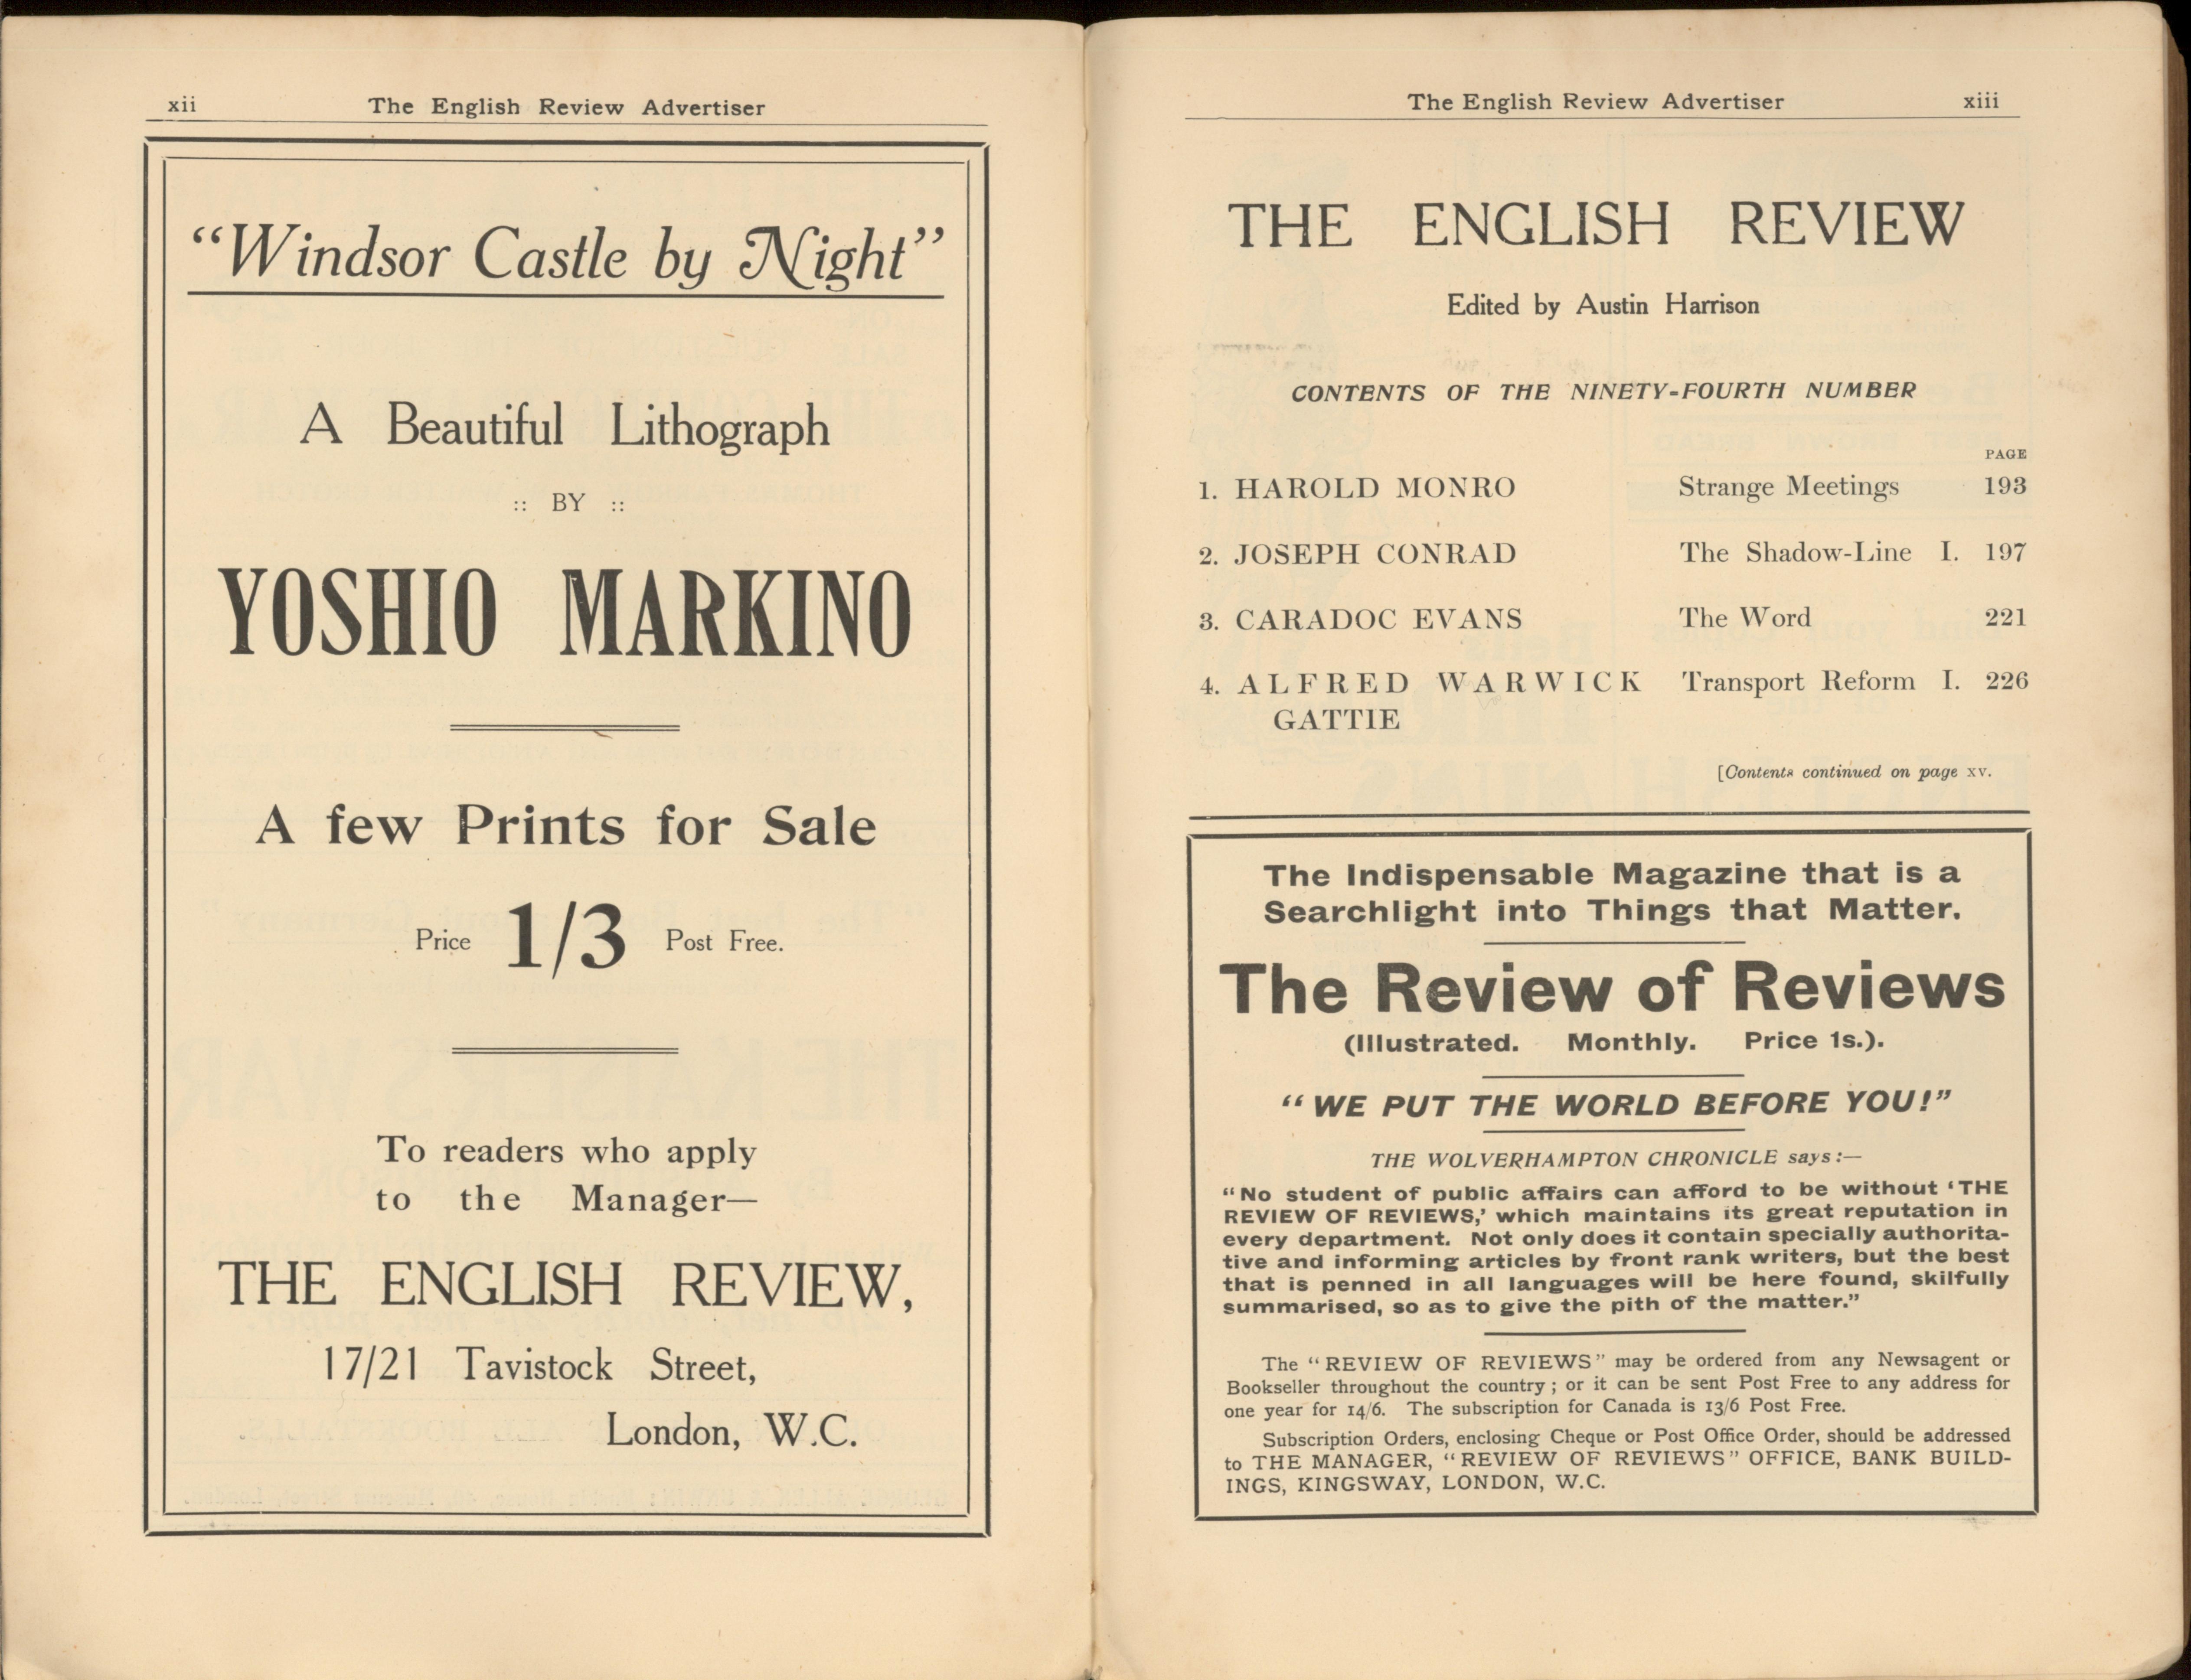 xii The English Review Advertiser
“Windsor Castle by Night”
A Beautiful Lithograph
:: BY ::
YOSHIO MARKINO
A few Prints for Sale
Price 1/3 Post Free.
To readers who apply
to the Manager—
THE ENGLISH REVIEW,
17/21 Tavistock Street,
London, W.C.
The English Review Advertiser xiii
THE ENGLISH REVIEW
Edited by Austin Harrison
CONTENTS OF THE NINETY-FOURTH NUMBER
PAGE
1. HAROLD MONRO Strange Meetings 193
2. JOSEPH CONRAD The Shadow-Line I. 197
3. CARADOC EVANS The Word 221
4. ALFRED WARWICK Transport Reform I. 226
GATTIE
[Contents continued on page xv.
The Indispensable Magazine that is a
Searchlight into Things that Matter.
The Review of Reviews
(Illustrated. Monthly. Price 1s.).
“WE PUT THE WORLD BEFORE YOU!”
THE WOLVERHAMPTON CHRONICLE says:—
“No student of public affairs can afford to be without ‘THE
REVIEW OF REVIEWS,’ which maintains its great reputation in
every department. Not only does it contain specially authorita-
tive and informing articles by front rank writers, but the best
that is penned in all languages will be here found, skilfully
summarised, so as to give the pith of the matter.”
The “REVIEW OF REVIEWS” may be ordered from any Newsagent or
Bookseller throughout the country; or it can be sent Post Free to any address for
one year for 14/6. The subscription for Canada is 13/6 Post Free.
Subscription Orders, enclosing Cheque or Post Office Order, should be addressed
to THE MANAGER, “REVIEW OF REVIEWS” OFFICE, BANK BUILD-
INGS, KINGSWAY, LONDON, W.C.